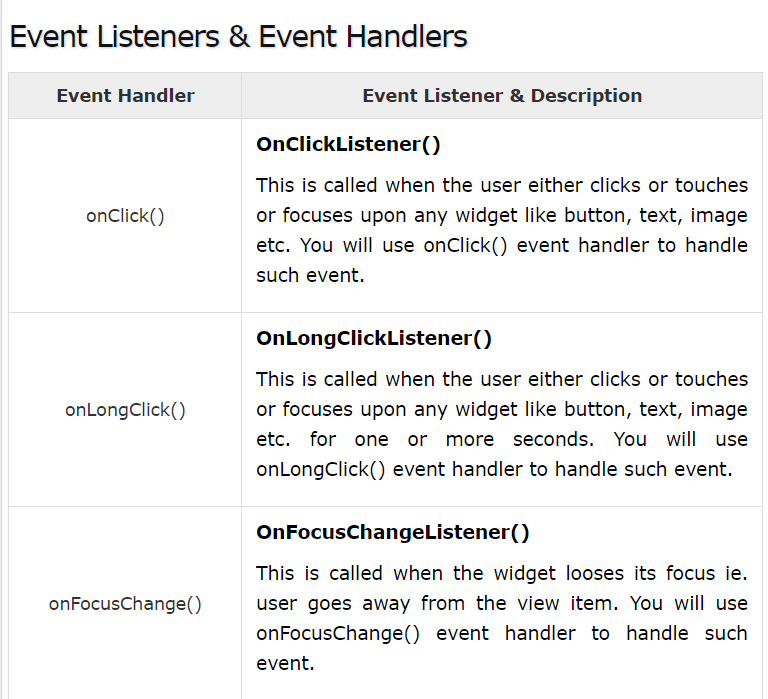 Event Listeners & Event Handlers
Event Handler
Event Listener & Description
onClick()
OnClickListener()
This is called when the user either clicks or touches
or focuses upon any widget like button, text, image
etc. You will use onClick() event handler to handle
such event.
onLongClick()
OnLongClickListener()
This is called when the user either clicks or touches
or focuses upon any widget like button, text, image
etc. for one or more seconds. You will use
onLongClick() event handler to handle such event.
onFocusChange()
OnFocusChangeListener()
This is called when the widget looses its focus ie.
user goes away from the view item. You will use
onFocusChange() event handler to handle such
event.